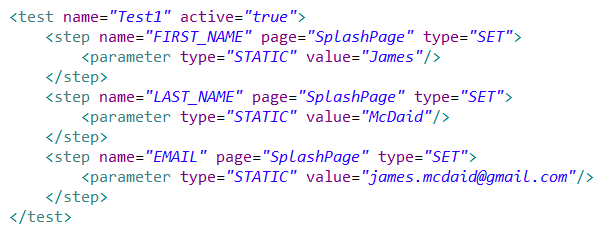 <test name="Test1" active="true">
    <step name="FIRST_NAME" page="SplashPage" type="SET">
        <parameter type="STATIC" value="James"/>
    </step>
    <step name="LAST_NAME" page="SplashPage" type="SET">
        <parameter type="STATIC" value="McDaid"/>
    </step>
    <step name="EMAIL" page="SplashPage" type="SET">
        <parameter type="STATIC" value="james.mcdaid@gmail.com"/>
    </step>
</test>